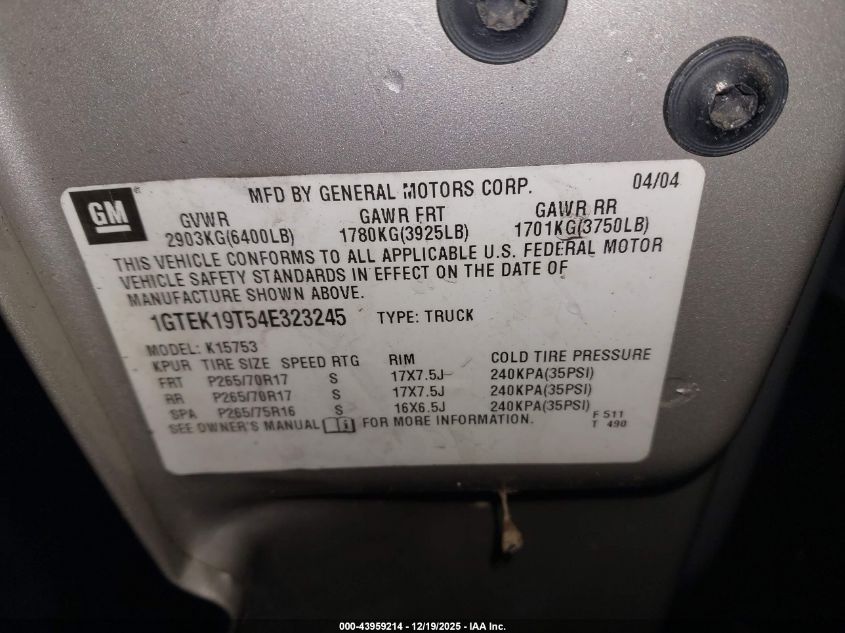 GM
MFD BY GENERAL MOTORS CORP. 04/04
GVWR GAWR FRT GAWR RR
2903KG(6400LB) 1780KG(3925LB) 1701KG(3750LB)
THIS VEHICLE CONFORMS TO ALL APPLICABLE U.S. FEDERAL MOTOR
VEHICLE SAFETY STANDARDS IN EFFECT ON THE DATE OF
MANUFACTURE SHOWN ABOVE.
1GTEK19T54E323245 TYPE: TRUCK
MODEL: K15753
KPUR TIRE SIZE SPEED RTG RIM COLD TIRE PRESSURE
FRT P265/70R17 S 17X7.5J 240KPA(35PSI)
RR P265/70R17 S 17X7.5J 240KPA(35PSI)
SPA P265/75R16 S 16X6.5J 240KPA(35PSI)
SEE OWNER'S MANUAL FOR MORE INFORMATION.
F 511
T 490
000-43959214 - 12/19/2025 - IAA Inc.